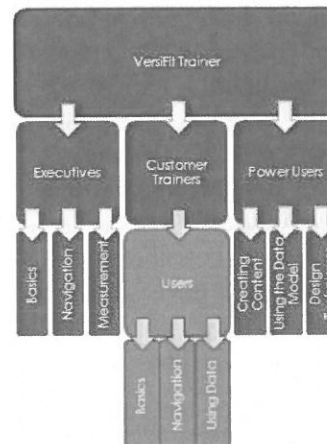 VersiFit Trainer
Executives
Customer
Trainers
Power Users
Basics
Navigation
Measurement
Users
Creating
Content
Using the Data
Model
Design
Basics
Navigation
Using Data